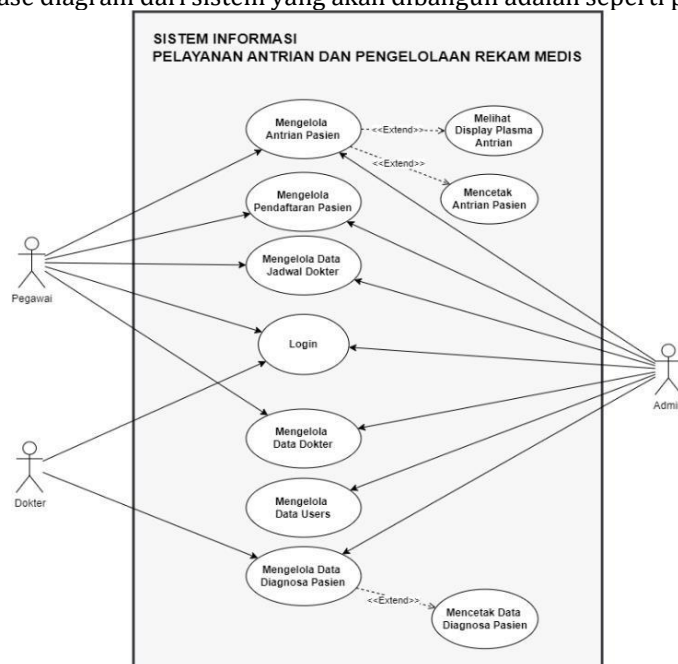 ase diagram dari sistem yang akan dibangun adalah seperti p
SISTEM INFORMASI
PELAYANAN ANTRIAN DAN PENGELOLAAN REKAM MEDIS
Mengelola
Antrian Pasien
<<Extend>>
Melihat
Display Plasma
Antrian
<<Extend>>
Mencetak
Antrian Pasien
Mengelola
Pendaftaran Pasien
Mengelola Data
Jadwal Dokter
Pegawai
Login
Admi
Mengelola
Data Dokter
Dokter
Mengelola
Data Users
Mengelola Data
Diagnosa Pasien
<<Extend>>
Mencetak Data
Diagnosa Pasien